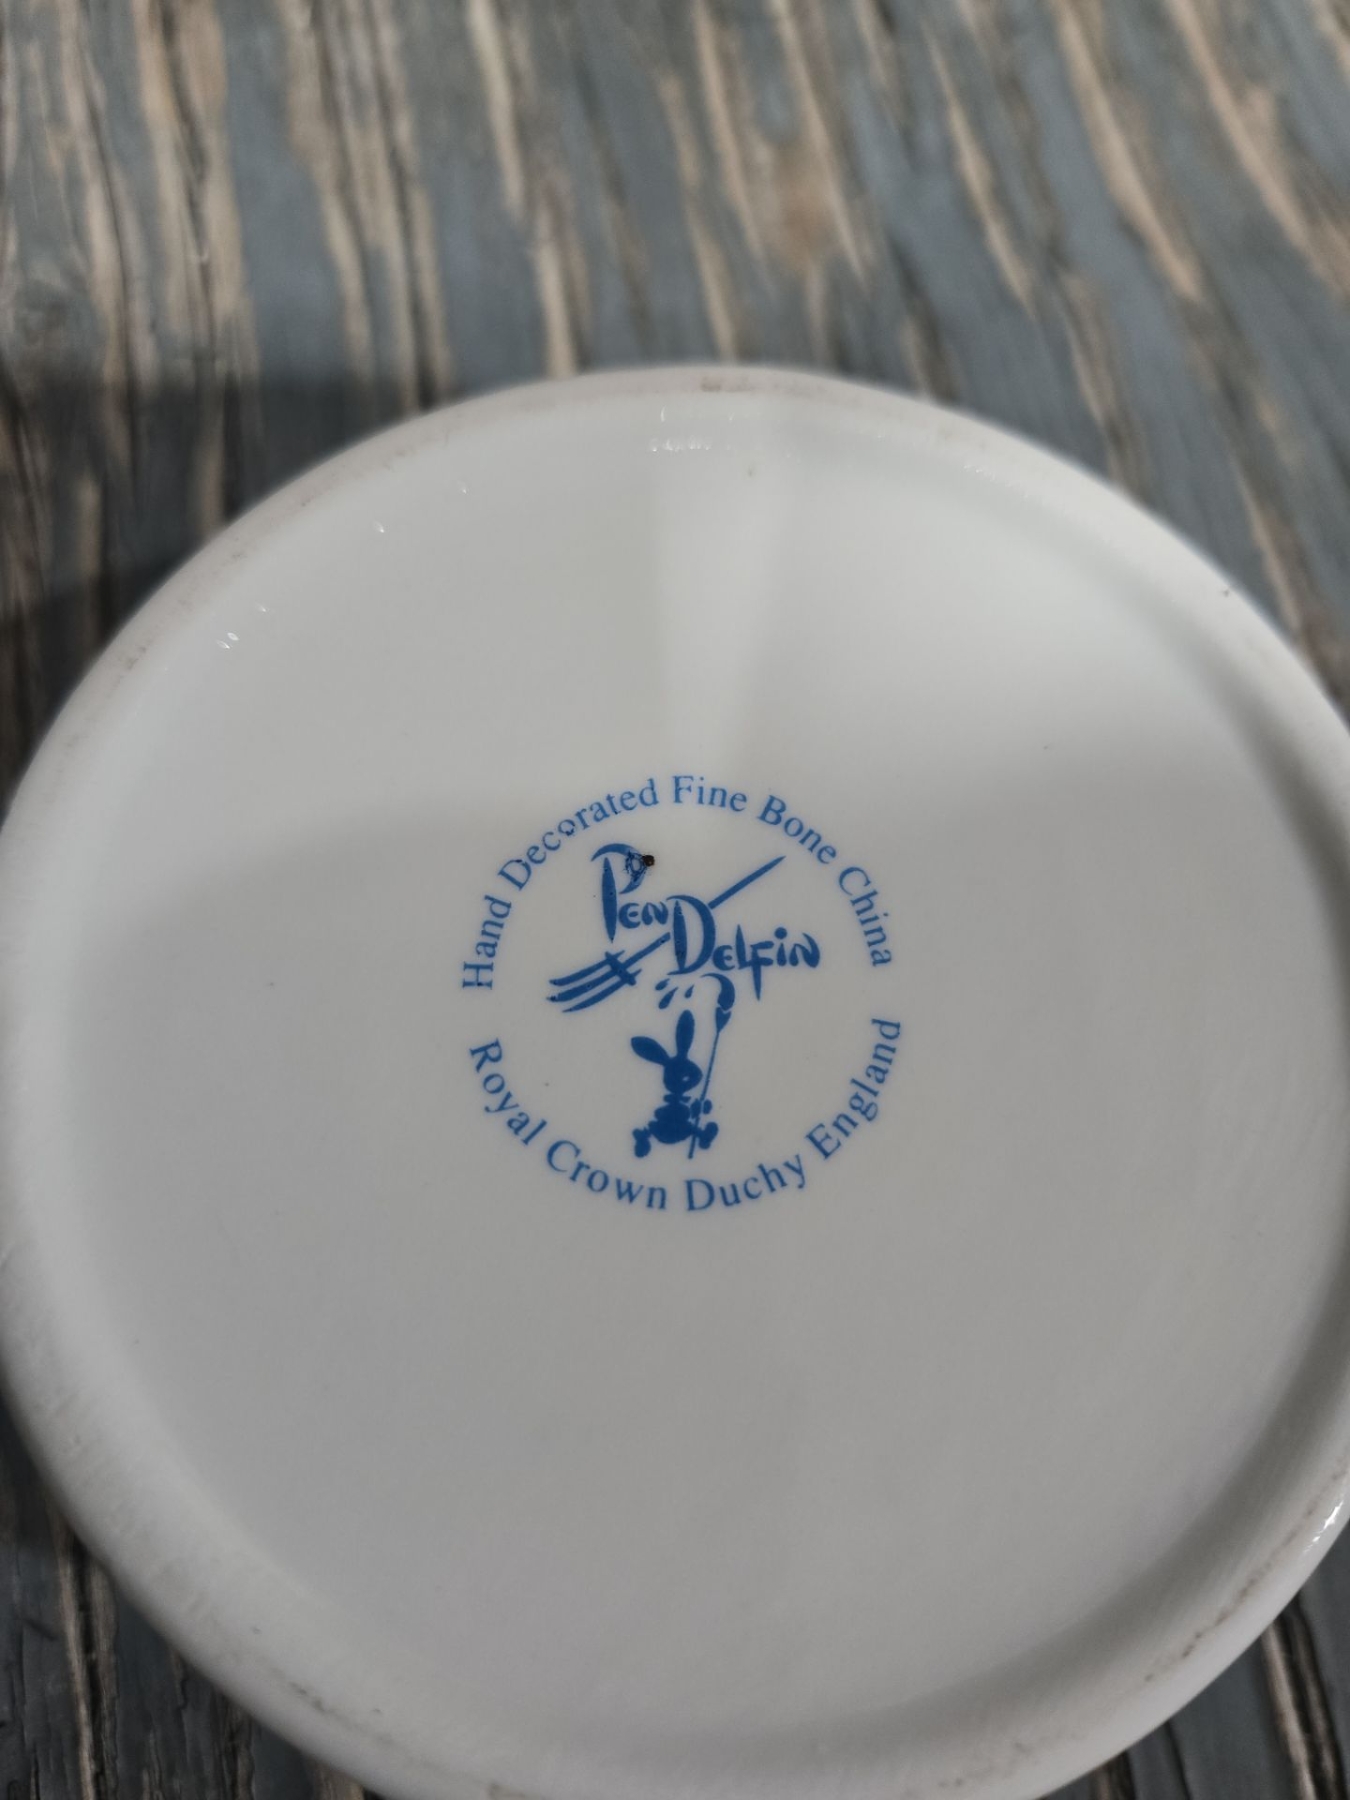 Hand Decorated Fine Bone China
Pen
Delfin
Royal Crown Duchy England